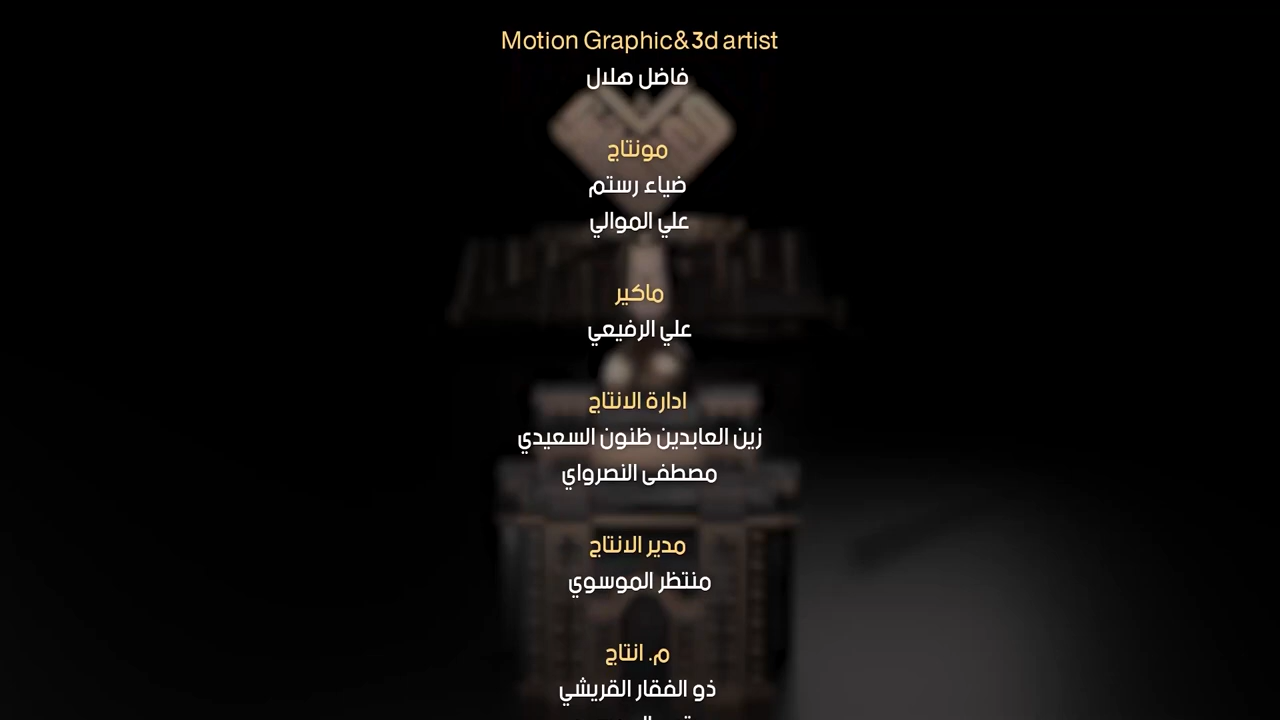 Motion Graphic&3d artist
فاضل هلال
مونتاج
ضياء رستم
علي الموالي
ماكير
علي الرفيعي
ادارة الانتاج
زين العابدين ظنون السعيدي
مصطفى النصرواي
مدير الانتاج
منتظر الموسوي
م. انتاج
ذو الفقار القريشي